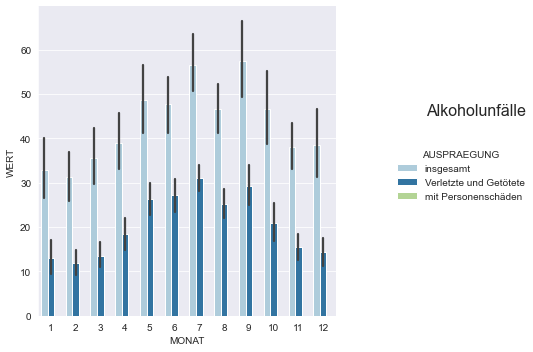 60
50
40
30
20
10
0
WERT
1 2 3 4 5 6 7 8 9 10 11 12
MONAT
Alkoholunfälle
AUSPRAEGUNG
insgesamt
Verletzte und Getötete
mit Personenschäden